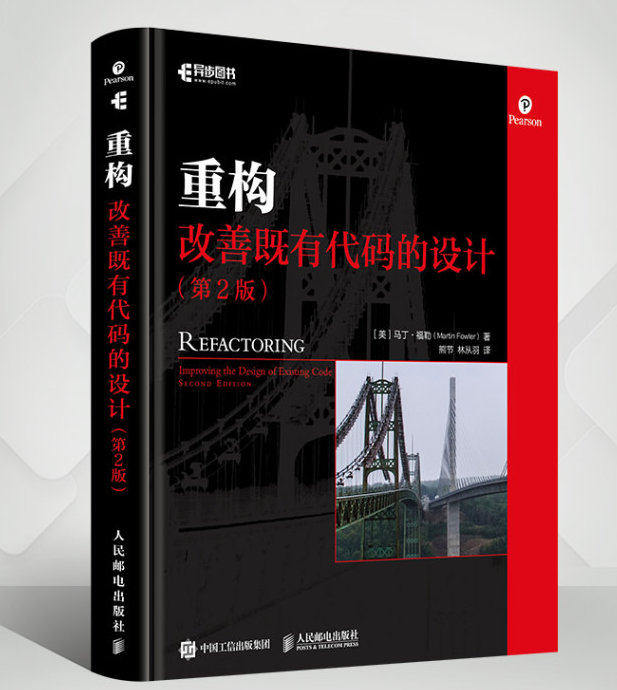 Pearson
重构
改善既有代码的设计
(第2版)
人民邮电出版社
异步图书
www.epubit.com
Pearson
重构
改善既有代码的设计
(第2版)
[美]马丁·福勒(Martin Fowler) 著
熊节 林从羽 译
REFACTORING
Improving the Design of Existing Code
SECOND EDITION
中国工信出版集团
人民邮电出版社
POSTS & TELECOM PRESS